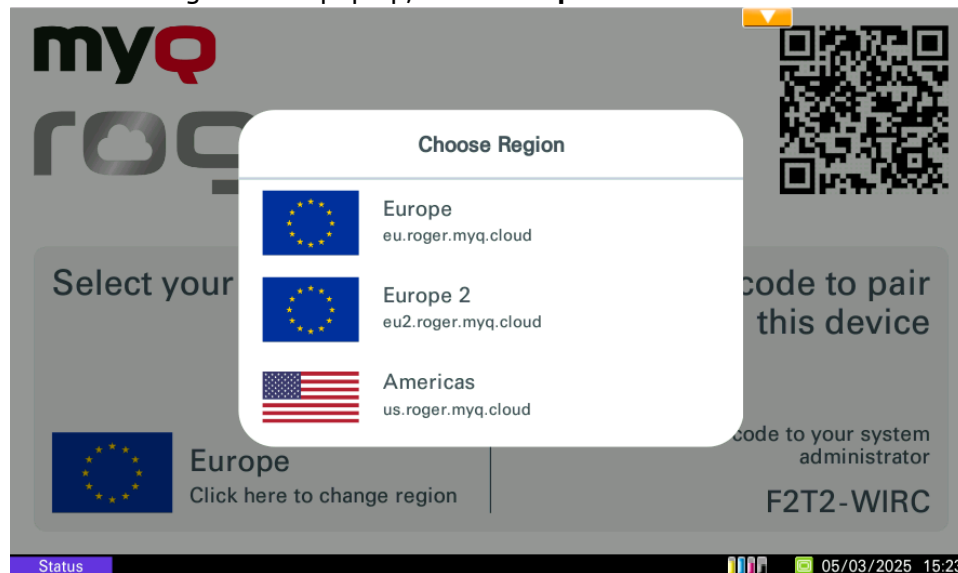 myQ
Choose Region
Europe
eu.roger.myq.cloud
Europe 2
eu2.roger.myq.cloud
Americas
us.roger.myq.cloud
Select your
code to pair
this device
Europe
Click here to change region
code to your system
administrator
F2T2-WIRC
Status
05/03/2025 15:23